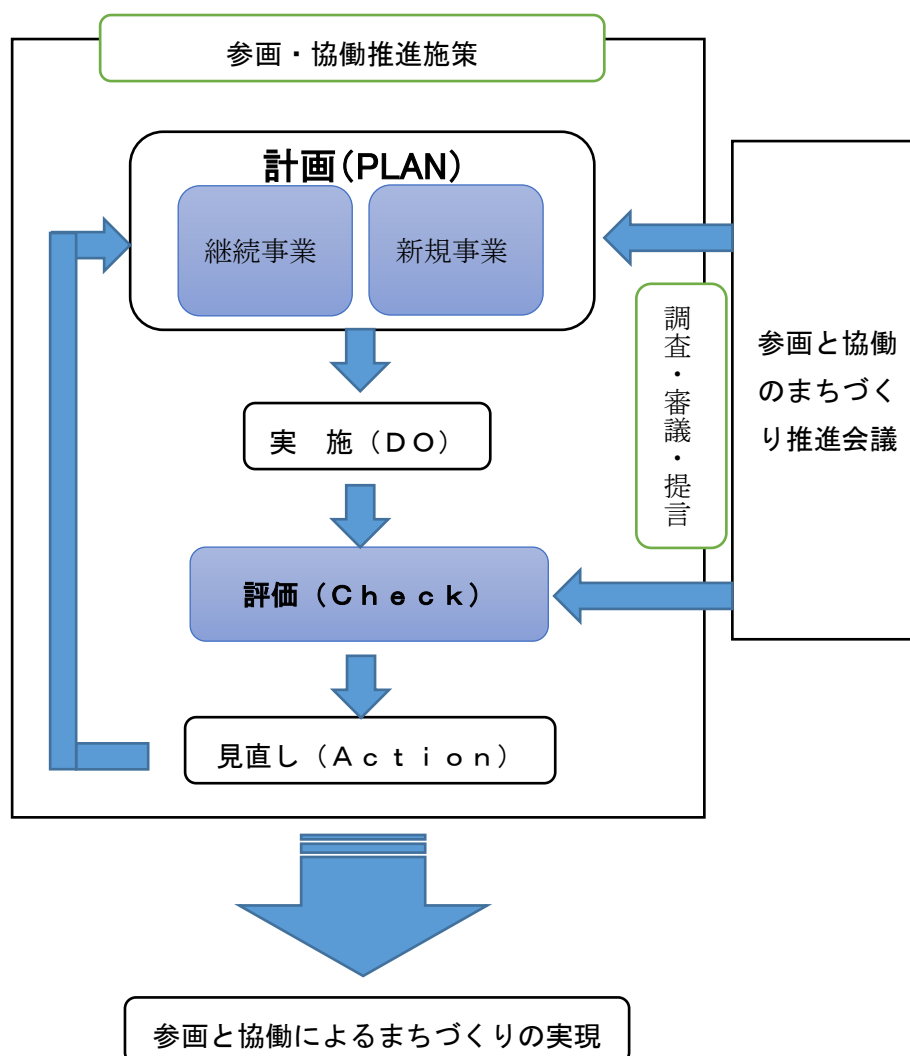 参画・協働推進施策
計画(PLAN)
継続事業
新規事業
実　施（ＤＯ）
評価（Ｃｈｅｃｋ）
見直し（Ａｃｔｉｏｎ）
調査・審議・提言
参画と協働
のまちづく
り推進会議
参画と協働によるまちづくりの実現